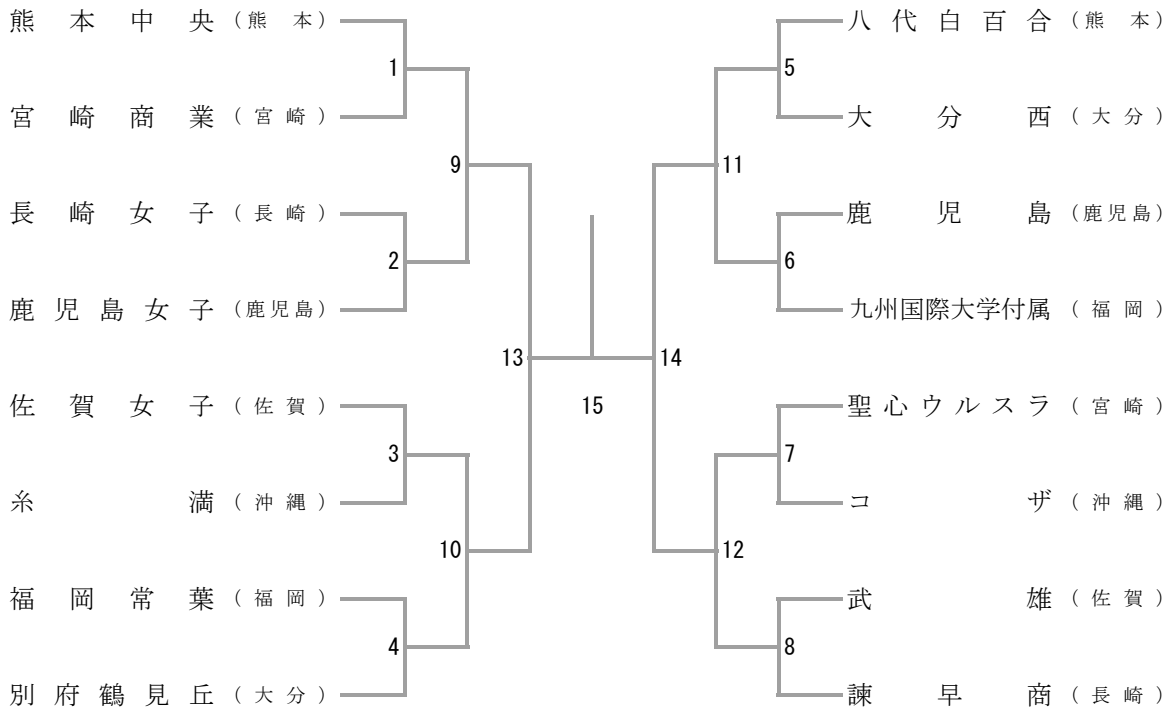 熊本中央（熊本）
1
宮崎商業（宮崎）
9
長崎女子（長崎）
2
鹿児島女子（鹿児島）
13
佐賀女子（佐賀）
3
糸満（沖縄）
10
福岡常葉（福岡）
4
別府鶴見丘（大分）
15
八代白百合（熊本）
5
大分西（大分）
11
鹿児島（鹿児島）
6
九州国際大学付属（福岡）
14
聖心ウルスラ（宮崎）
7
コザ（沖縄）
12
武雄（佐賀）
8
諫早商（長崎）